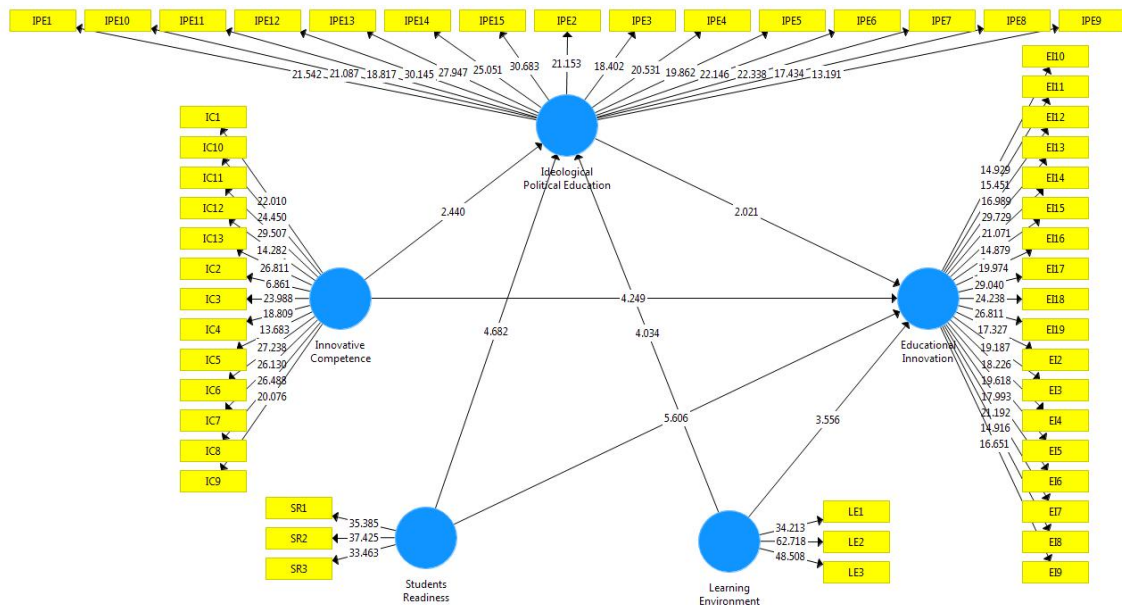 IPE1 IPE10 IPE11 IPE12 IPE13 IPE14 IPE15 IPE2 IPE3 IPE4 IPE5 IPE6 IPE7 IPE8 IPE9
21.542 21.087 18.817 30.145 27.947 25.051 30.683 21.153 18.402 20.531 19.862 22.146 22.338 17.434 13.191
Ideological
Political Education
IC1
IC10
IC11
IC12
IC13
IC2
IC3
IC4
IC5
IC6
IC7
IC8
IC9
22.010
24.450
29.507
14.282
26.811
6.861
23.988
18.809
13.683
27.238
26.130
26.488
20.076
Innovative
Competence
2.440
2.021
4.249
4.682
4.034
5.606
3.556
EI10
EI11
EI12
EI13
EI14
EI15
EI16
EI17
EI18
EI19
EI2
EI3
EI4
EI5
EI6
EI7
EI8
EI9
14.929
15.451
16.989
29.729
21.071
14.879
19.974
29.040
24.238
26.811
17.327
19.187
18.226
19.618
17.993
21.192
14.916
16.651
Educational
Innovation
SR1
SR2
SR3
35.385
37.425
33.463
Students
Readiness
34.213
62.718
48.508
LE1
LE2
LE3
Learning
Environment